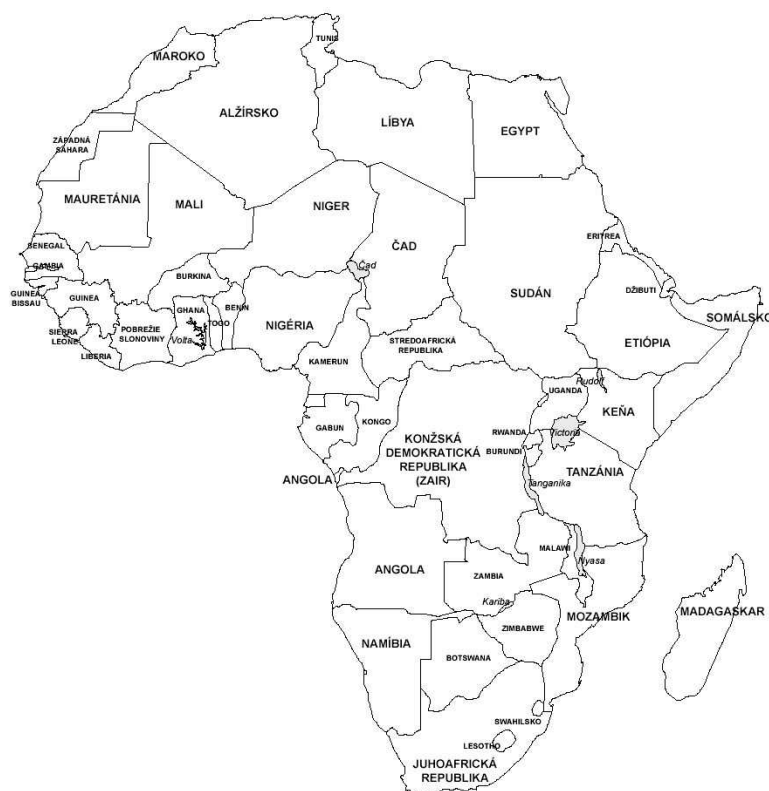 TUNIS
MAROKO
ALŽÍRSKO
LÍBYA
EGYPT
ZÁPADNÁ
SÁHARA
MAURETÁNIA
MALI
NIGER
ČAD
SUDÁN
ERITREA
SENEGAL
GAMBIA
GUINEA
BISSAU
GUINEA
BURKINA
Čad
DŽIBUTI
SOMÁLSKO
SIERRA
LEONE
LIBERIA
POBREŽIE
SLONOVINY
GHANA
Volta
TOGO
BENIN
NIGÉRIA
KAMERUN
STREDOAFRICKÁ
REPUBLIKA
ETIÓPIA
UGANDA
Rudolf
KEŇA
GABUN
KONGO
KONŽSKÁ
DEMOKRATICKÁ
REPUBLIKA
(ZAIR)
RWANDA
BURUNDI
Victoria
TANZÁNIA
Tanganika
ANGOLA
ANGOLA
ZAMBIA
MALAWI
Nyasa
Kariba
MOZAMBIK
MADAGASKAR
NAMÍBIA
ZIMBABWE
BOTSWANA
SWAHILSKO
LESOTHO
JUHOAFRICKÁ
REPUBLIKA